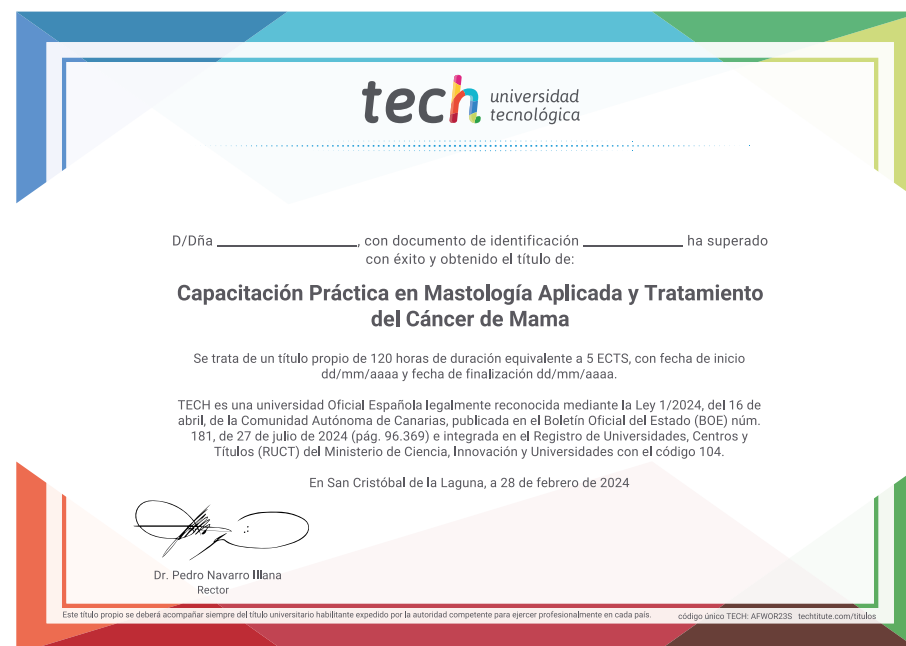 tech universidad
tecnológica
D/Dña ____________, con documento de identificación ____________ ha superado
con éxito y obtenido el título de:
Capacitación Práctica en Mastología Aplicada y Tratamiento
del Cáncer de Mama
Se trata de un título propio de 120 horas de duración equivalente a 5 ECTS, con fecha de inicio
dd/mm/aaaa y fecha de finalización dd/mm/aaaa.
TECH es una universidad Oficial Española legalmente reconocida mediante la Ley 1/2024, del 16 de
abril, de la Comunidad Autónoma de Canarias, publicada en el Boletín Oficial del Estado (BOE) núm.
181, de 27 de julio de 2024 (pág. 96.369) e integrada en el Registro de Universidades, Centros y
Títulos (RUCT) del Ministerio de Ciencia, Innovación y Universidades con el código 104.
En San Cristóbal de la Laguna, a 28 de febrero de 2024
Dr. Pedro Navarro Illana
Rector
Este título propio se deberá acompañar siempre del título universitario habilitante expedido por la autoridad competente para ejercer profesionalmente en cada país.
código único TECH: AFWOR23S techtitute.com/titulos